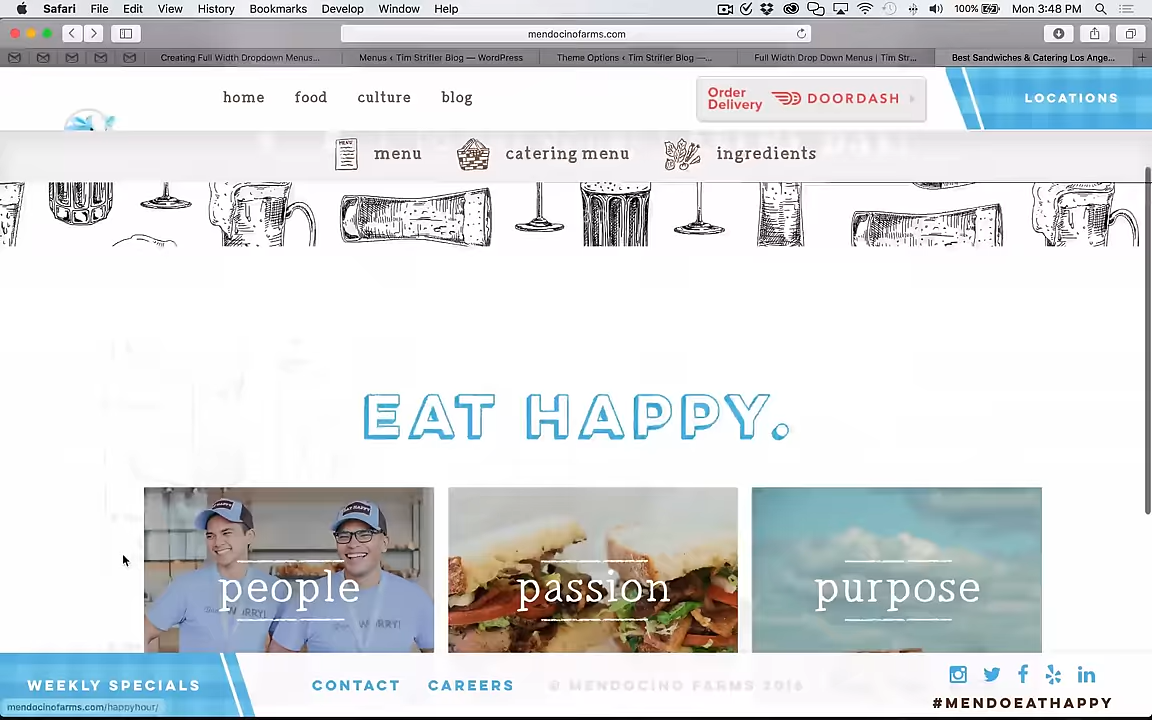 Safari File Edit View History Bookmarks Develop Window Help 100% Mon 3:48 PM
mendocinofarms.com
Creating Full Width Dropdown Menus... Menus ‹ Tim Strifler Blog — WordPress Theme Options ‹ Tim Strifler Blog —... Full Width Drop Down Menus | Tim Str... Best Sandwiches & Catering Los Ange...
home food culture blog
Order Delivery DOORDASH
LOCATIONS
menu catering menu ingredients
EAT HAPPY.
people passion purpose
WEEKLY SPECIALS CONTACT CAREERS © MENDOCINO FARMS 2016
#MENDOEATHAPPY
mendocinofarms.com/happyhour/